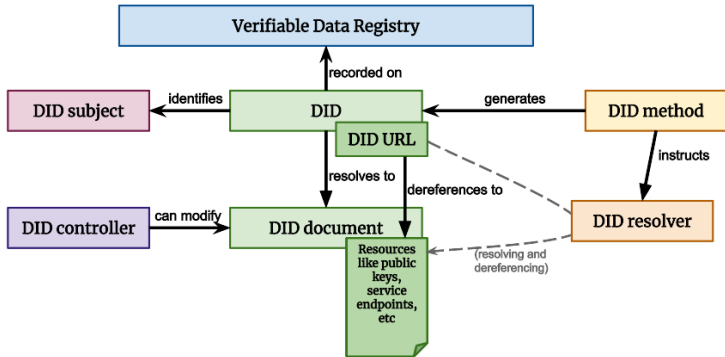 Verifiable Data Registry
recorded on
DID subject
identifies
DID
generates
DID method
DID URL
instructs
resolves to
dereferences to
DID controller
can modify
DID document
DID resolver
Resources
like public
keys,
service
endpoints,
etc
(resolving and
dereferencing)